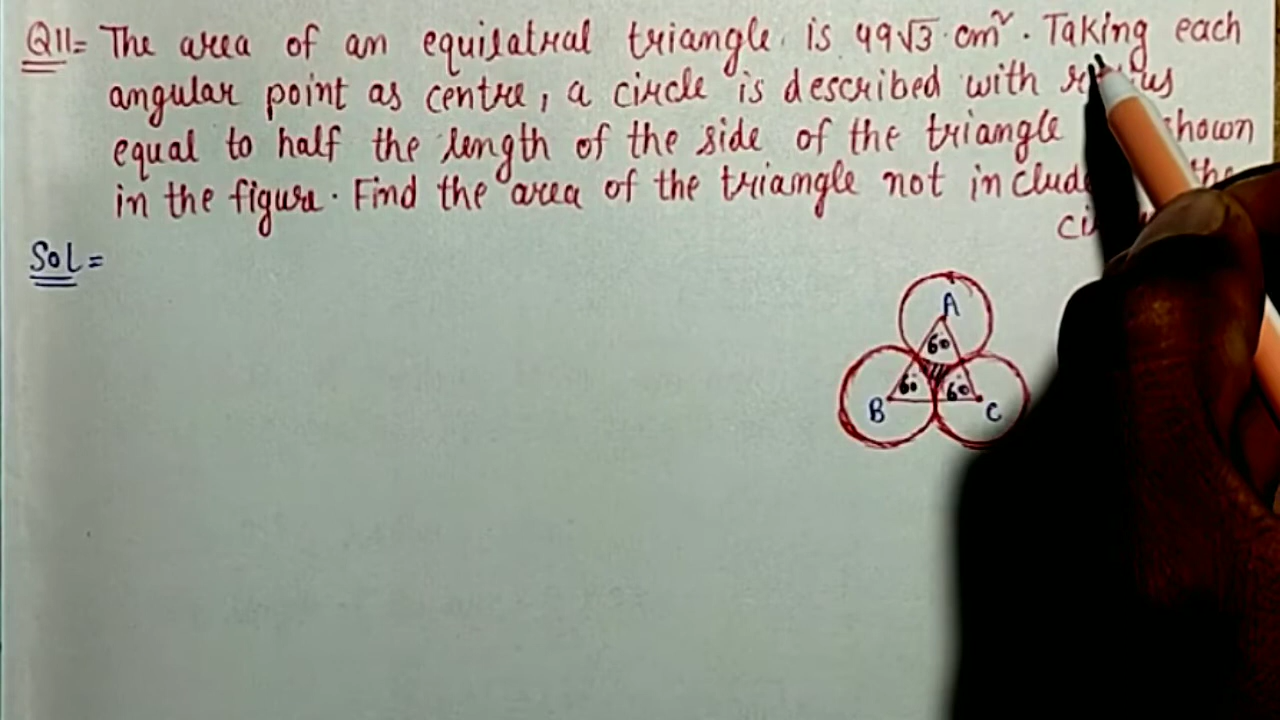 Q11= The area of an equilatral triangle is 49√3 cm². Taking each
angular point as centre, a circle is described with
equal to half the length of the side of the triangle shown
in the figure. Find the area of the triangle not the
Sol=
A
60
60 60
B C